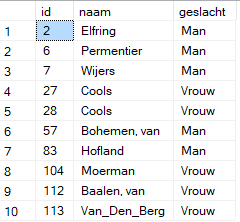 id naam geslacht
1 2 Elfring Man
2 6 Permentier Man
3 7 Wijers Man
4 27 Cools Vrouw
5 28 Cools Vrouw
6 57 Bohemen, van Man
7 83 Hofland Man
8 104 Moerman Vrouw
9 112 Baalen, van Vrouw
10 113 Van_Den_Berg Vrouw